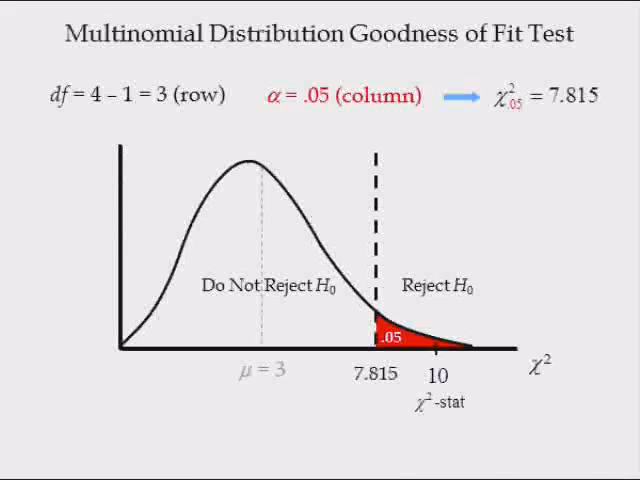 Multinomial Distribution Goodness of Fit Test
df = 4 – 1 = 3 (row) α = .05 (column) χ².05 = 7.815
Do Not Reject H₀ Reject H₀
.05
μ = 3 7.815 10 χ²
χ²-stat